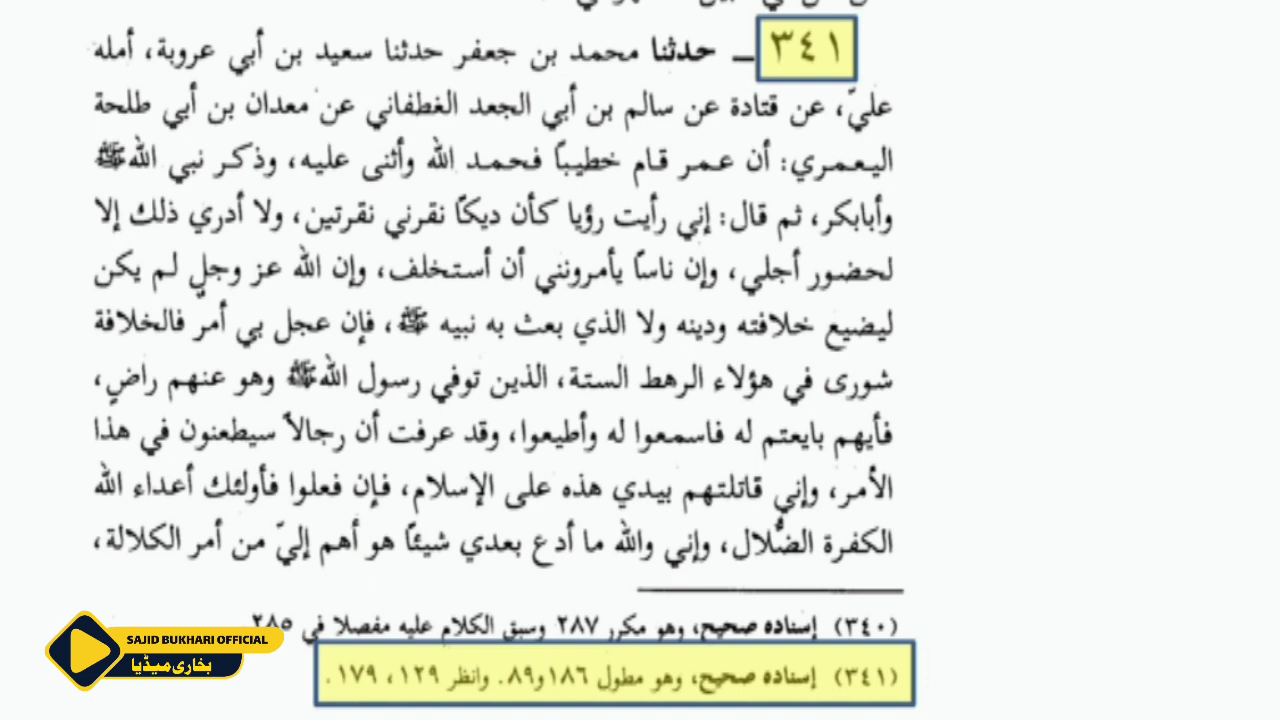 ٣٤١ ـ حدثنا محمد بن جعفر حدثنا سعيد بن أبي عروبة، أمله
عليّ، عن قتادة عن سالم بن أبي الجعد الغطفاني عن معدان بن أبي طلحة
اليعمري: أن عمر قام خطيبًا فحمد الله وأثنى عليه، وذكر نبي الله ﷺ
وأبابكر، ثم قال: إني رأيت رؤيا كأن ديكًا نقرني نقرتين، ولا أدري ذلك إلا
لحضور أجلي، وإن ناسًا يأمرونني أن أستخلف، وإن الله عز وجل لم يكن
ليضيع خلافته ودينه ولا الذي بعث به نبيه ﷺ، فإن عجل بي أمرٌ فالخلافة
شورى في هؤلاء الرهط الستة، الذين توفي رسول الله ﷺ وهو عنهم راضٍ،
فأيهم بايعتم له فاسمعوا له وأطيعوا، وقد عرفت أن رجالاً سيطعنون في هذا
الأمر، وإني قاتلتهم بيدي هذه على الإسلام، فإن فعلوا فأولئك أعداء الله
الكفرة الضُّلال، وإني والله ما أدع بعدي شيئًا هو أهم إليّ من أمر الكلالة،
(٣٤٠) إسناده صحيح، وهو مكرر ٢٨٧ وسبق الكلام عليه مفصلا في ٢٨٥
(٣٤١) إسناده صحيح، وهو مطول ١٨٦ و٨٩. وانظر ١٢٩، ١٧٩.
SAJID BUKHARI OFFICIAL
بخاری میڈیا